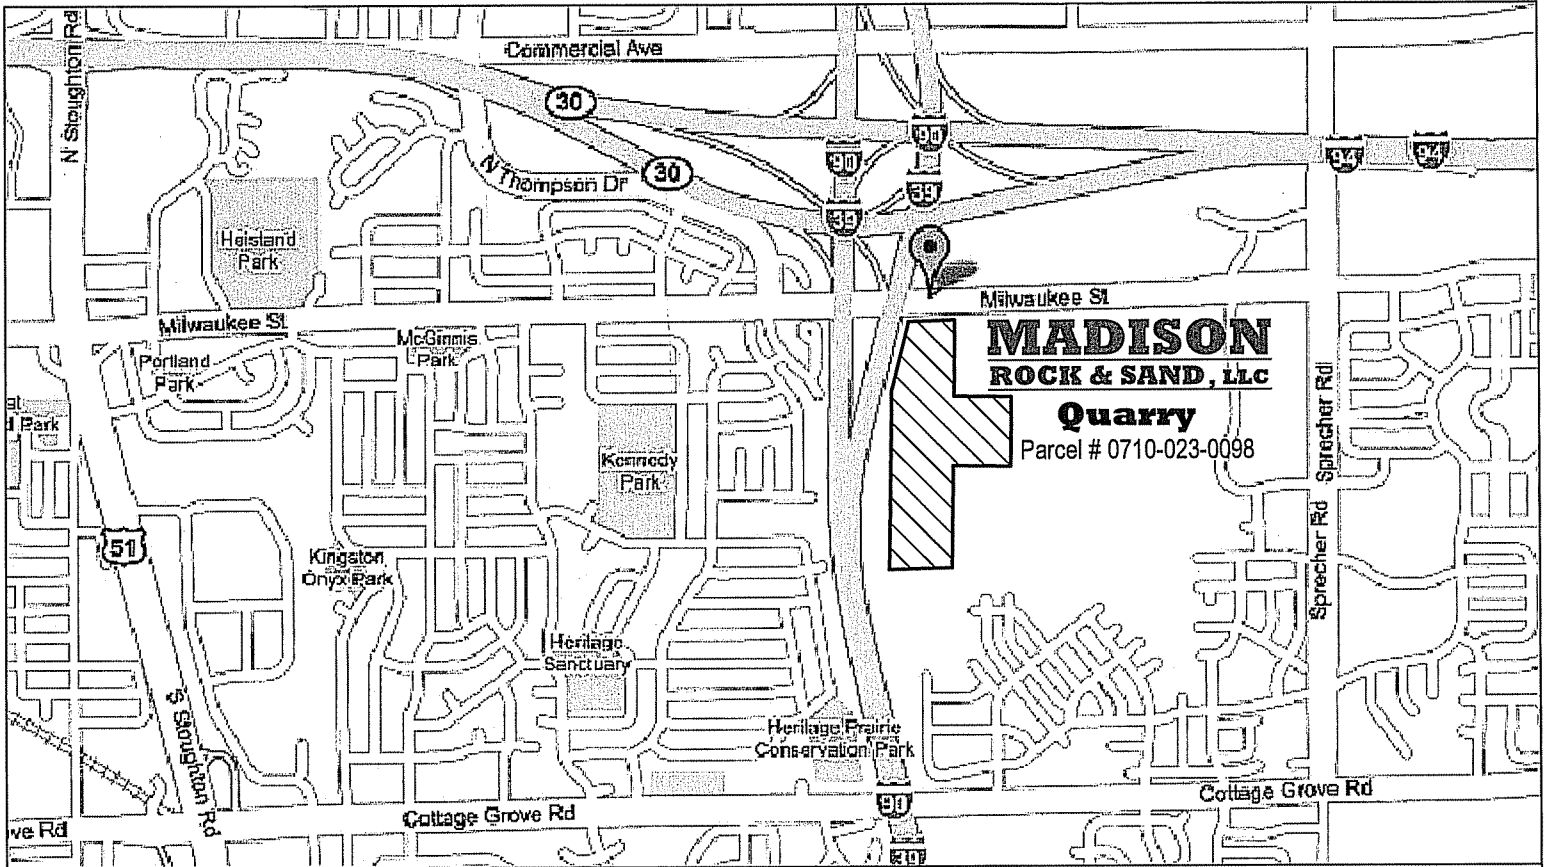 Commercial Ave
N Stoughton Rd
30
90
90
94
94
N Thompson Dr
30
39
39
Heistand
Park
Milwaukee St
Milwaukee St
MADISON
ROCK & SAND, LLC
Quarry
Parcel # 0710-023-0098
McGinnis
Park
Portland
Park
Park
Sprecher Rd
Kennedy
Park
51
Kingston
Onyx Park
Sprecher Rd
Heritage
Sanctuary
S Stoughton Rd
Heritage Prairie
Conservation Park
90
Cottage Grove Rd
Cottage Grove Rd
ve Rd
39